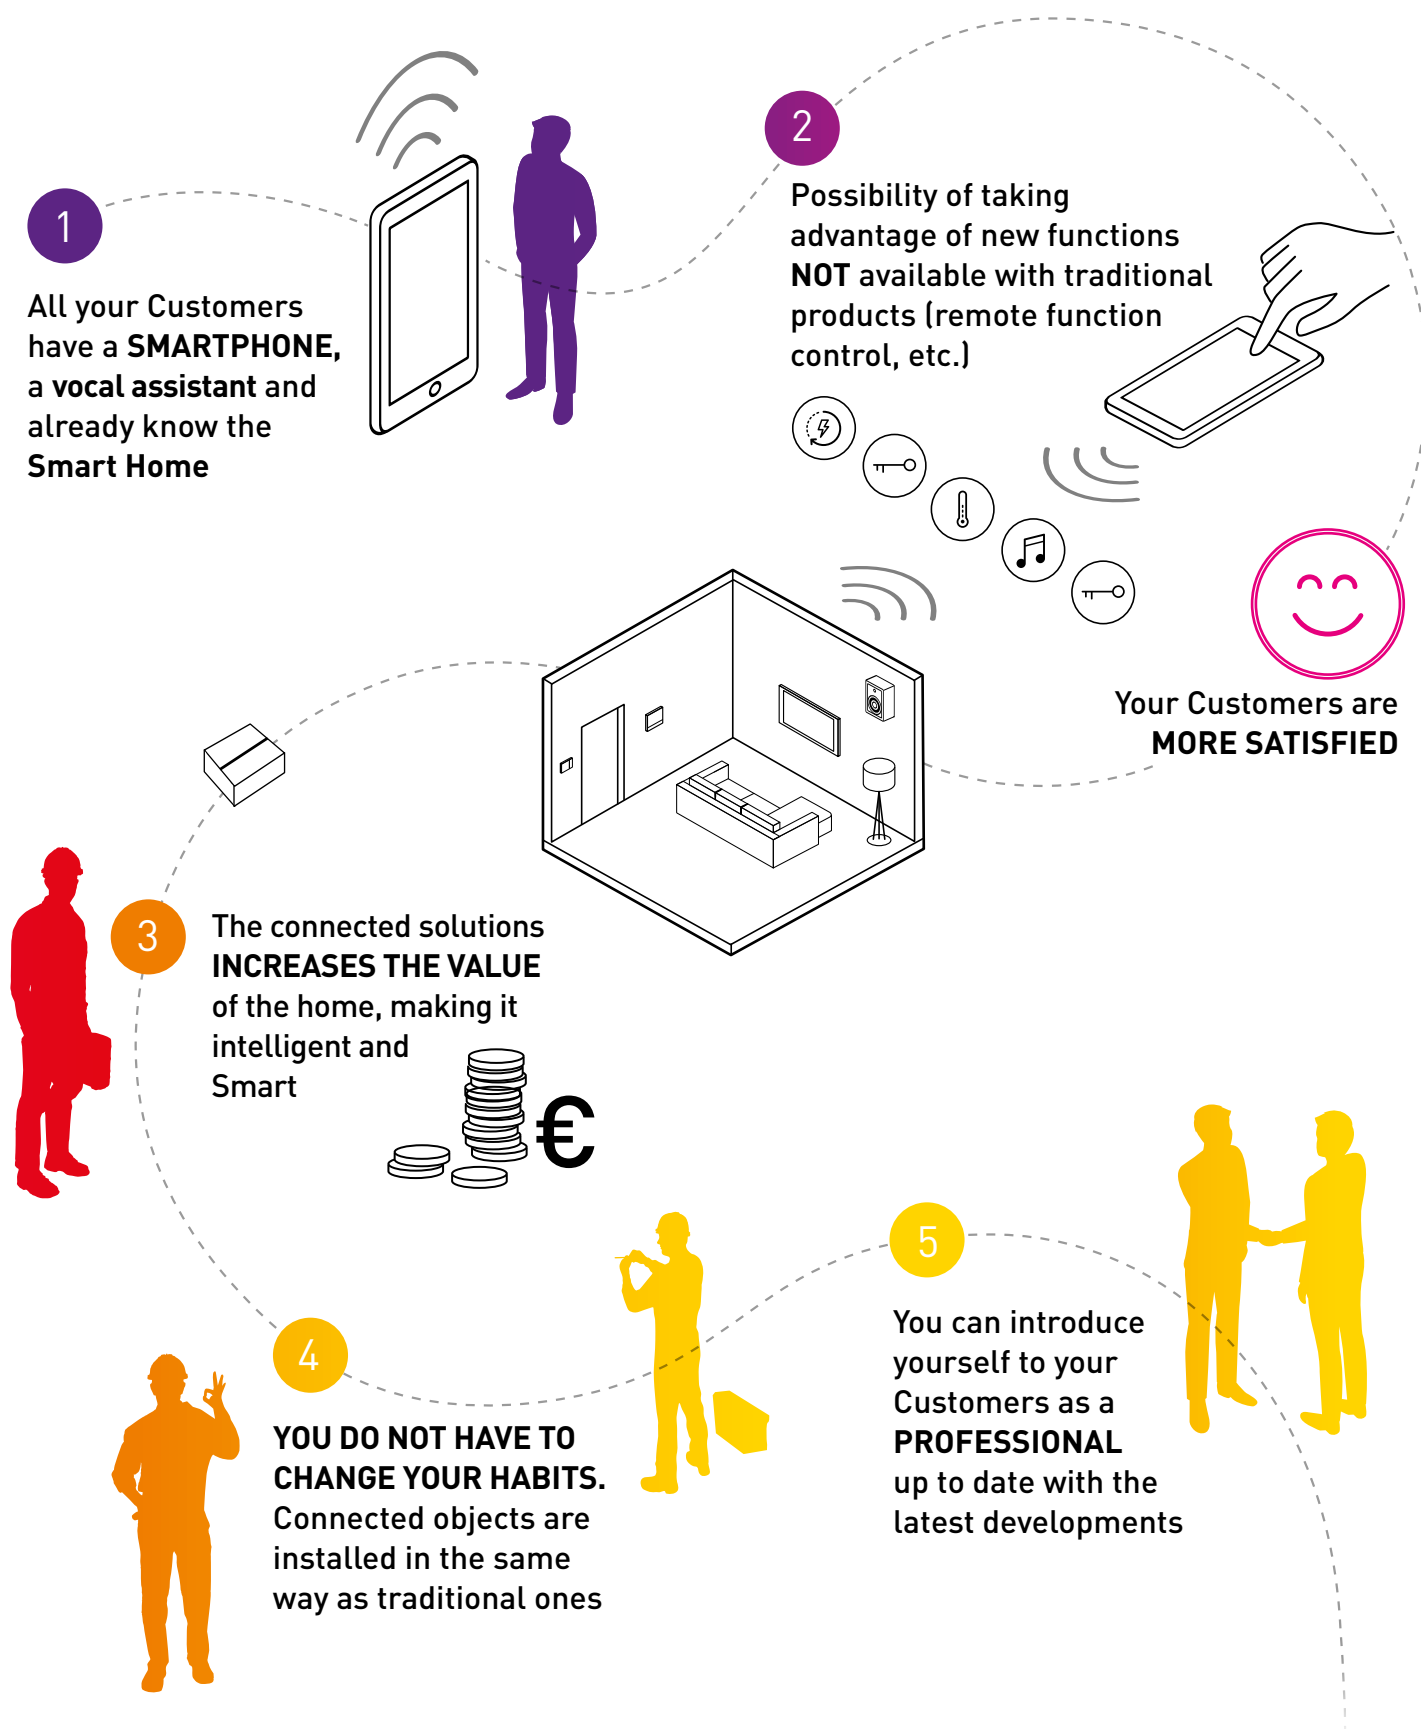 1
All your Customers
have a SMARTPHONE,
a vocal assistant and
already know the
Smart Home
2
Possibility of taking
advantage of new functions
NOT available with traditional
products (remote function
control, etc.)
Your Customers are
MORE SATISFIED
3
The connected solutions
INCREASES THE VALUE
of the home, making it
intelligent and
Smart
€
4
YOU DO NOT HAVE TO
CHANGE YOUR HABITS.
Connected objects are
installed in the same
way as traditional ones
5
You can introduce
yourself to your
Customers as a
PROFESSIONAL
up to date with the
latest developments